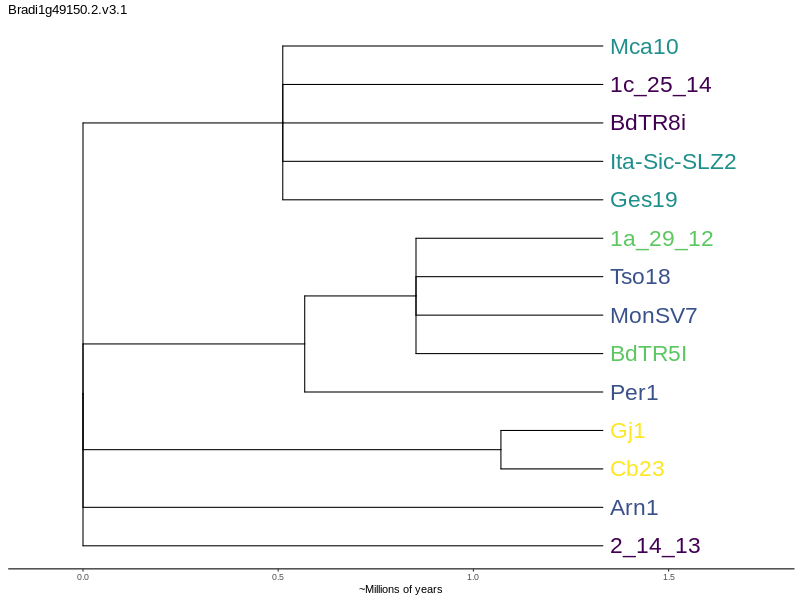 Bradi1g49150.2.v3.1
Mca10
1c_25_14
BdTR8i
Ita-Sic-SLZ2
Ges19
1a_29_12
Tso18
MonSV7
BdTR5I
Per1
Gj1
Cb23
Arn1
2_14_13
0.0 0.5 1.0 1.5
~Millions of years